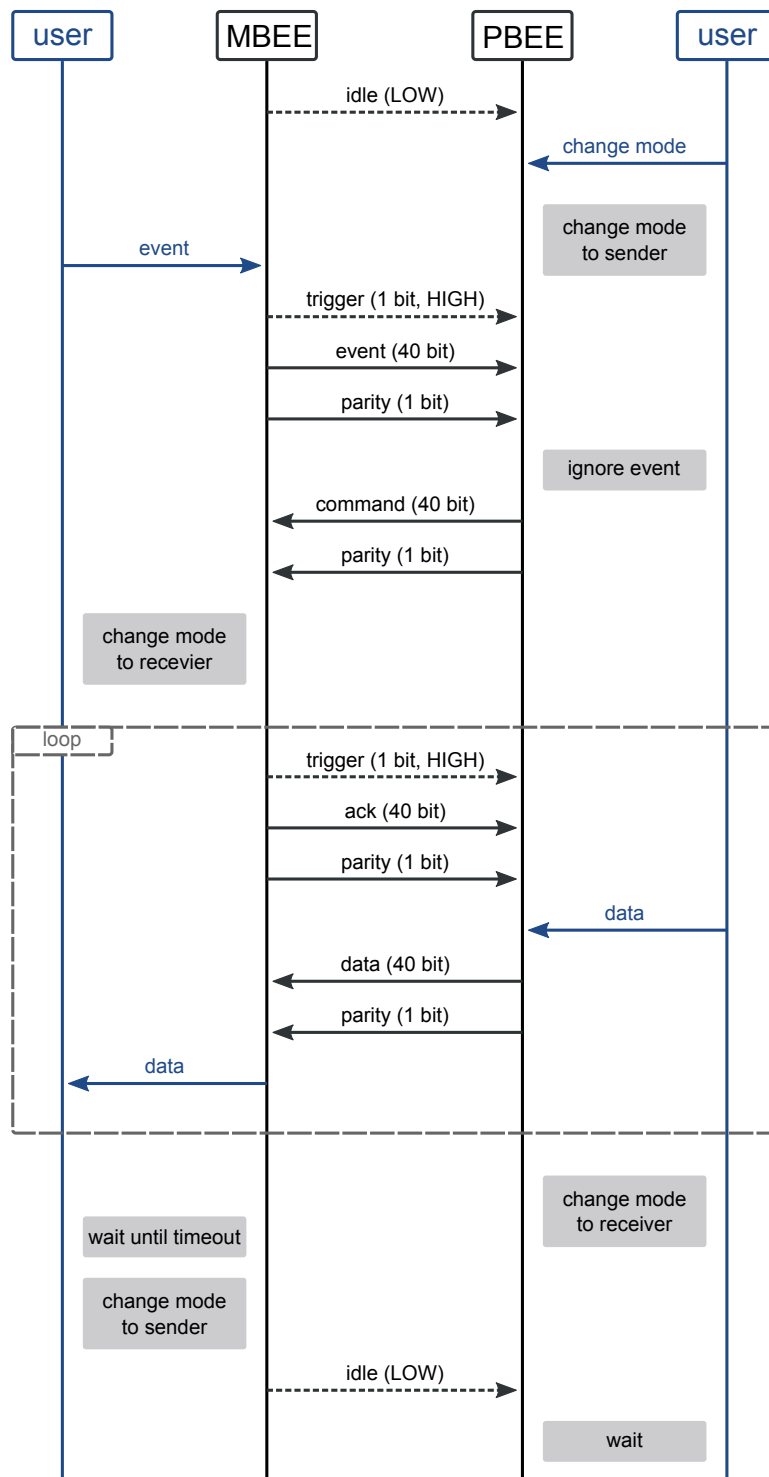 user
MBEE
PBEE
user
idle (LOW)
change mode
change mode
to sender
event
trigger (1 bit, HIGH)
event (40 bit)
parity (1 bit)
ignore event
command (40 bit)
parity (1 bit)
change mode
to recevier
loop
trigger (1 bit, HIGH)
ack (40 bit)
parity (1 bit)
data
data (40 bit)
parity (1 bit)
data
change mode
to receiver
wait until timeout
change mode
to sender
idle (LOW)
wait